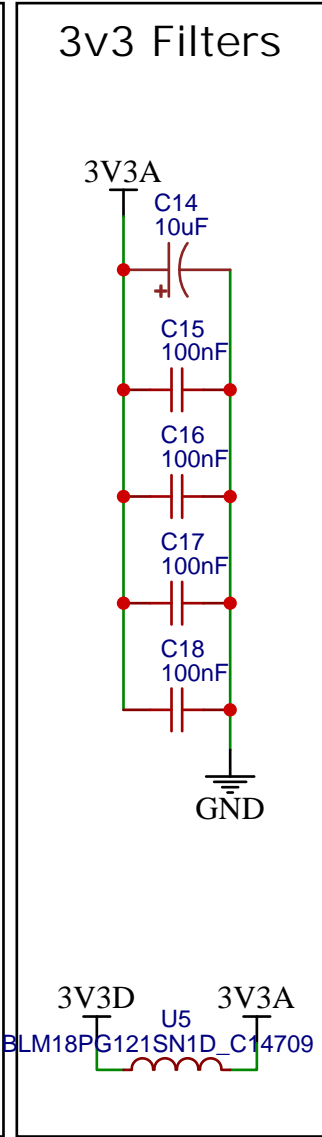 3v3 Filters
3V3A
C14
10uF
+
C15
100nF
C16
100nF
C17
100nF
C18
100nF
GND
3V3D
3V3A
U5
BLM18PG121SN1D_C14709